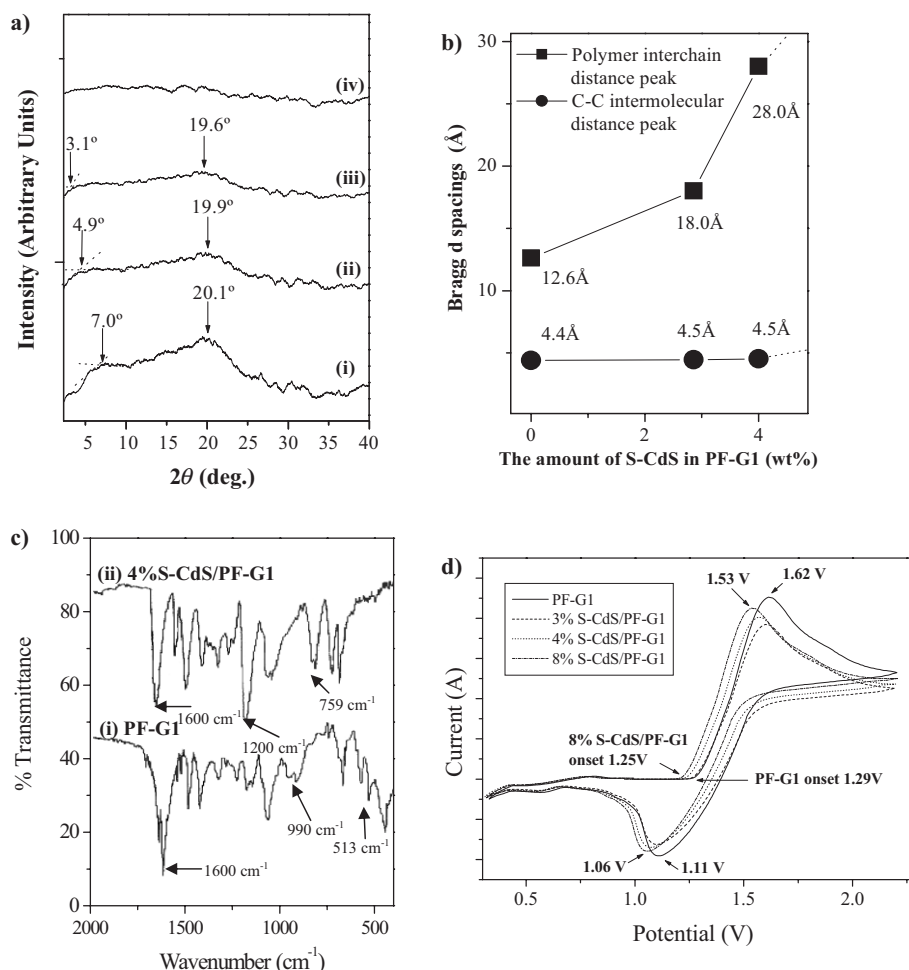 a)
Intensity (Arbitrary Units)
(iv)
3.1º
19.6º
(iii)
4.9º
19.9º
(ii)
7.0º
20.1º
(i)
5 10 15 20 25 30 35 40
2θ (deg.)
b)
Bragg d spacings (Å)
30
20
10
Polymer interchain
distance peak
C-C intermolecular
distance peak
28.0Å
18.0Å
12.6Å
4.4Å 4.5Å 4.5Å
0 2 4
The amount of S-CdS in PF-G1 (wt%)
c)
% Transmittance
100
80
60
40
20
0
(ii) 4%S-CdS/PF-G1
1600 cm-1
1200 cm-1
759 cm-1
(i) PF-G1
990 cm-1
513 cm-1
1600 cm-1
2000 1500 1000 500
Wavenumber (cm-1)
d)
Current (A)
PF-G1
3% S-CdS/PF-G1
4% S-CdS/PF-G1
8% S-CdS/PF-G1
1.53 V
1.62 V
8% S-CdS/PF-G1
onset 1.25V
PF-G1 onset 1.29V
1.06 V
1.11 V
0.5 1.0 1.5 2.0
Potential (V)